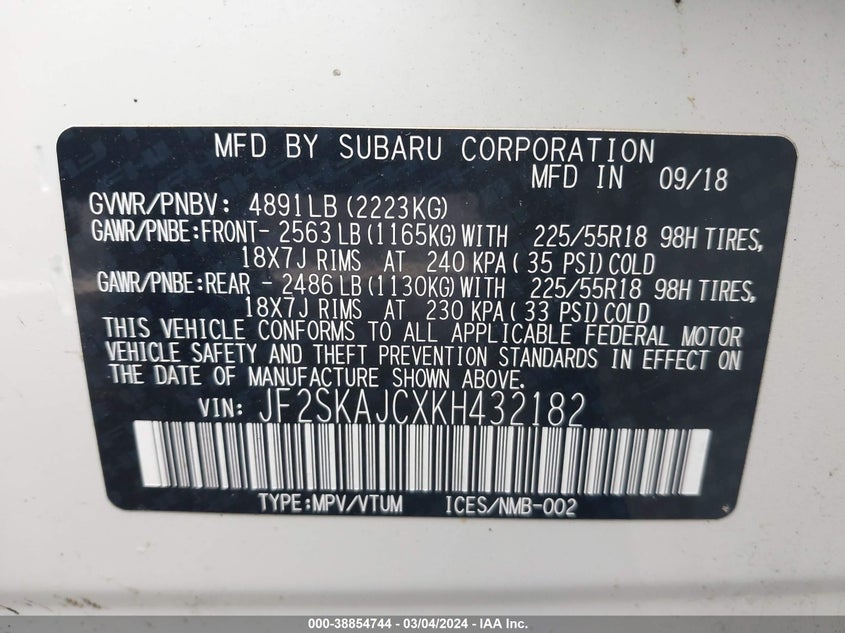 MFD BY SUBARU CORPORATION
MFD IN 09/18
GVWR/PNBV: 4891LB(2223KG)
GAWR/PNBE:FRONT- 2563LB(1165KG)WITH 225/55R18 98H TIRES,
18X7J RIMS AT 240 KPA( 35 PSI)COLD
GAWR/PNBE:REAR - 2486LB(1130KG)WITH 225/55R18 98H TIRES,
18X7J RIMS AT 230 KPA( 33 PSI)COLD
THIS VEHICLE CONFORMS TO ALL APPLICABLE FEDERAL MOTOR
VEHICLE SAFETY AND THEFT PREVENTION STANDARDS IN EFFECT ON
THE DATE OF MANUFACTURE SHOWN ABOVE.
VIN: JF2SKAJCXKH432182
TYPE:MPV/VTUM ICES/NMB-002
000-38854744 - 03/04/2024 - IAA Inc.